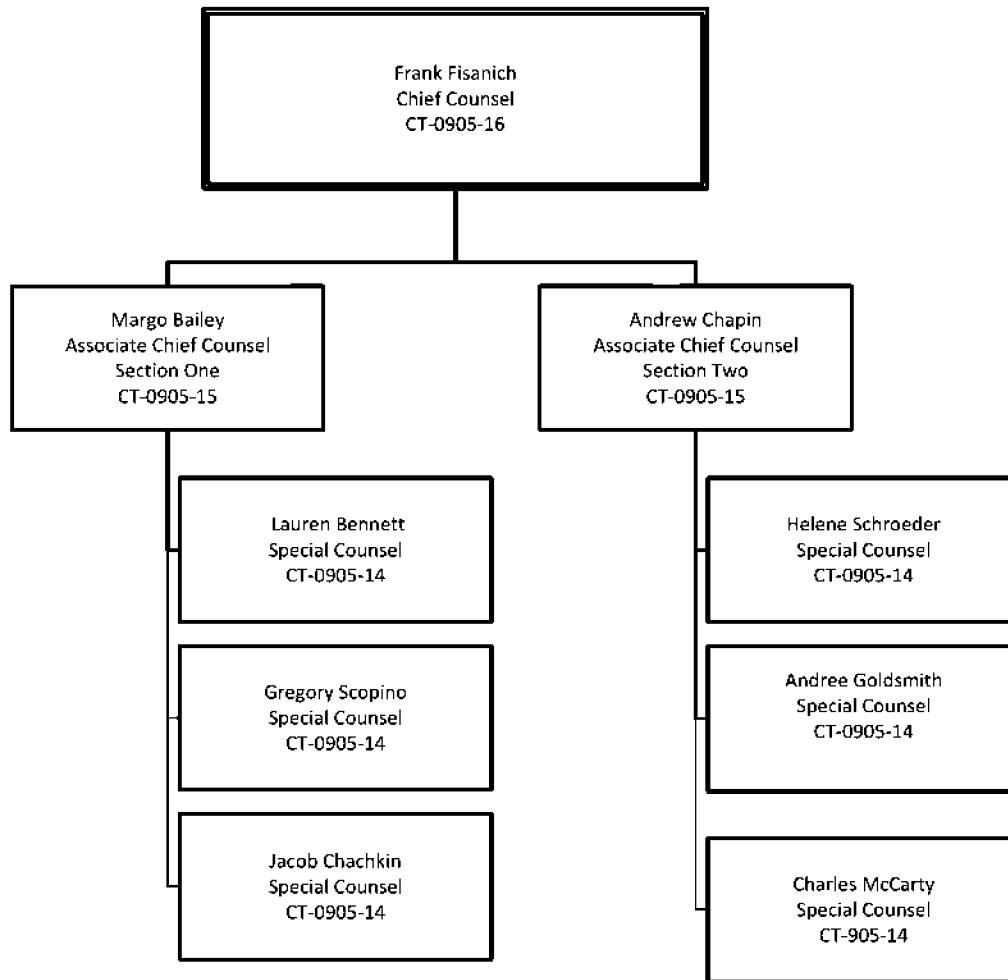 Frank Fisanich
Chief Counsel
CT-0905-16
Margo Bailey
Associate Chief Counsel
Section One
CT-0905-15
Andrew Chapin
Associate Chief Counsel
Section Two
CT-0905-15
Lauren Bennett
Special Counsel
CT-0905-14
Gregory Scopino
Special Counsel
CT-0905-14
Jacob Chachkin
Special Counsel
CT-0905-14
Helene Schroeder
Special Counsel
CT-0905-14
Andree Goldsmith
Special Counsel
CT-0905-14
Charles McCarty
Special Counsel
CT-905-14